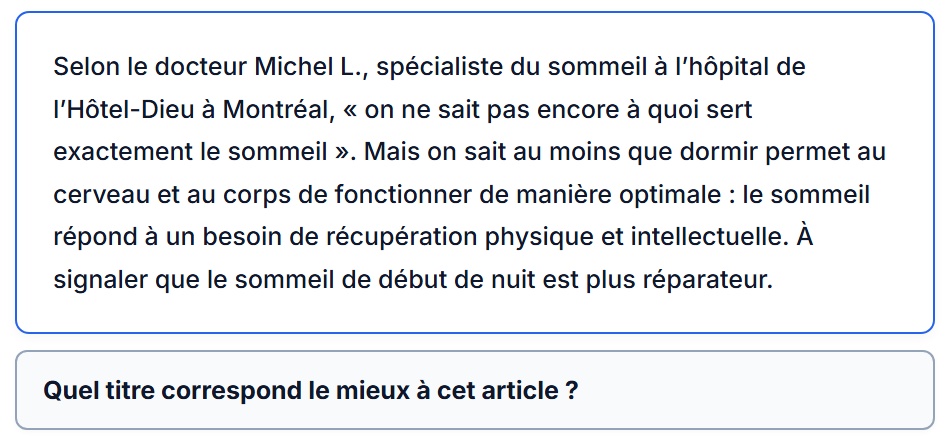 Selon le docteur Michel L., spécialiste du sommeil à l’hôpital de
l’Hôtel-Dieu à Montréal, « on ne sait pas encore à quoi sert
exactement le sommeil ». Mais on sait au moins que dormir permet au
cerveau et au corps de fonctionner de manière optimale : le sommeil
répond à un besoin de récupération physique et intellectuelle. À
signaler que le sommeil de début de nuit est plus réparateur.
Quel titre correspond le mieux à cet article ?